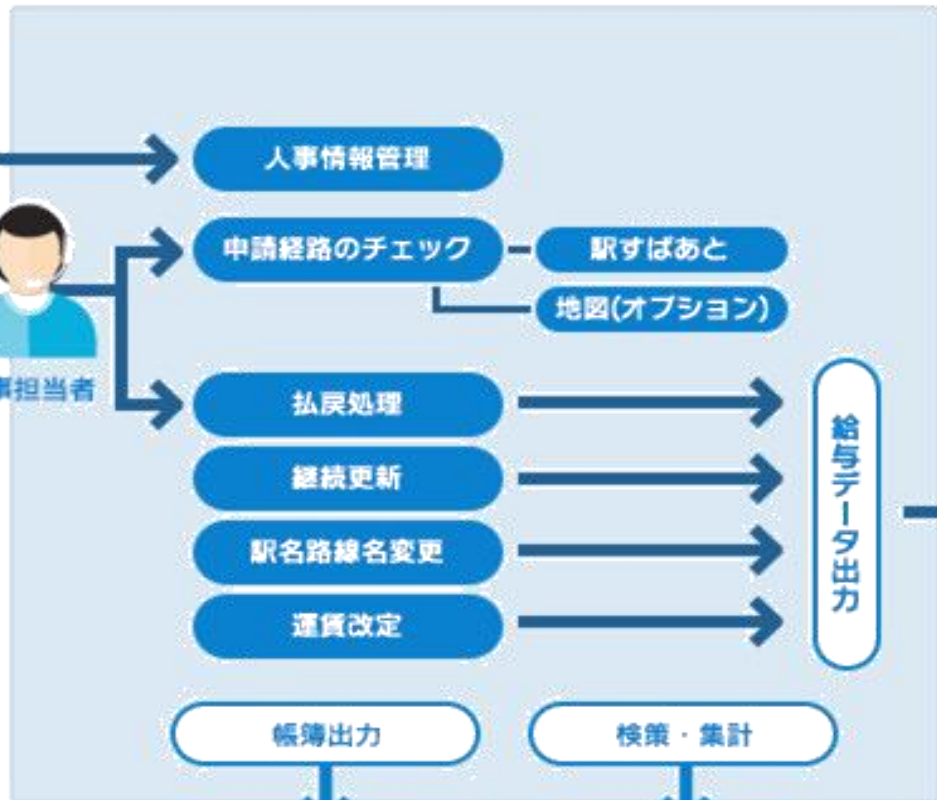 人事情報管理
申請経路のチェック
駅すぱあと
地図(オプション)
事担当者
払戻処理
継続更新
駅名路線名変更
運賃改定
給与データ出力
帳簿出力
検策・集計